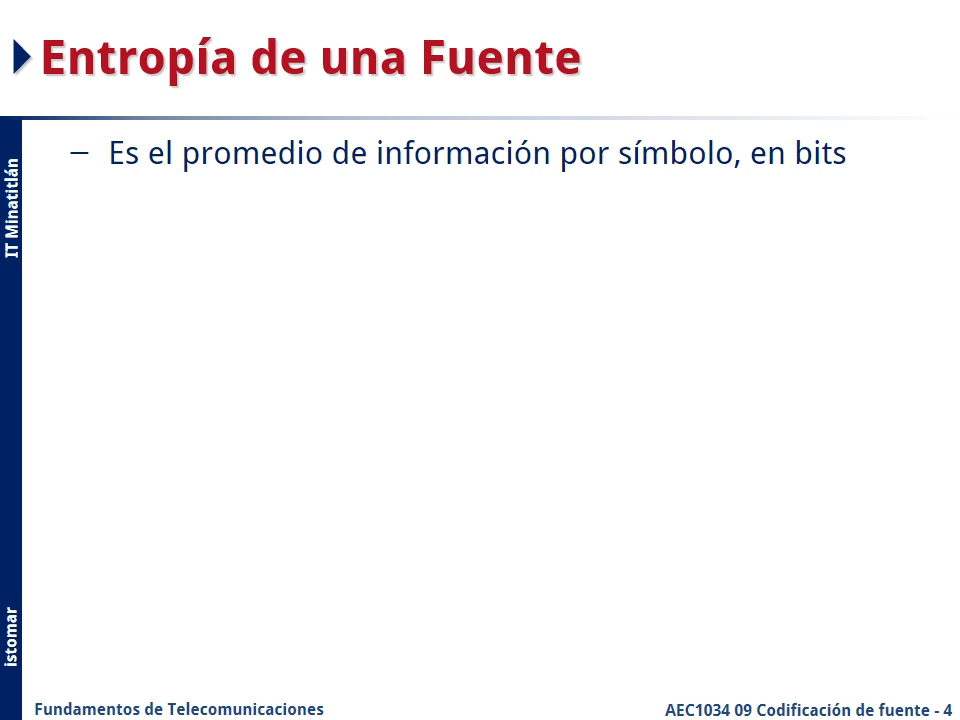 Entropía de una Fuente
– Es el promedio de información por símbolo, en bits
IT Minatitlán
istomar
Fundamentos de Telecomunicaciones
AEC1034 09 Codificación de fuente - 4